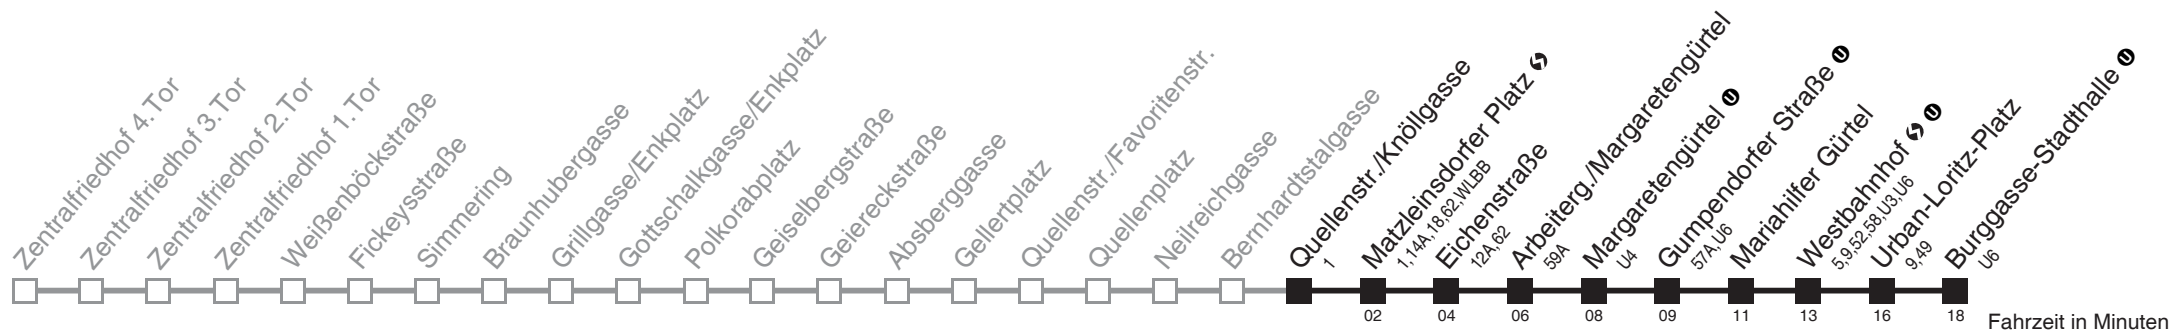 Zentralfriedhof 4.Tor
Zentralfriedhof 3.Tor
Zentralfriedhof 2.Tor
Zentralfriedhof 1.Tor
Weißenböckstraße
Fickeysstraße
Simmering
Braunhubergasse
Grillgasse/Enkplatz
Gottschalkgasse/Enkplatz
Polkorabplatz
Geiselbergstraße
Geiereckstraße
Absberggasse
Gellertplatz
Quellenstr./Favoritenstr.
Quellenplatz
Neilreichgasse
Bernhardtstalgasse
Quellenstr./Knöllgasse
1
Matzleinsdorfer Platz
1,14A,18,62,WLBB
Eichenstraße
12A,62
Arbeiterg./Margaretengürtel
59A
Margaretengürtel U
U4
Gumpendorfer Straße U
57A,U6
Mariahilfer Gürtel
Westbahnhof U
5,9,52,58,U3,U6
Urban-Loritz-Platz
9,49
Burggasse-Stadthalle U
U6
02 04 06 08 09 11 13 16 18
Fahrzeit in Minuten